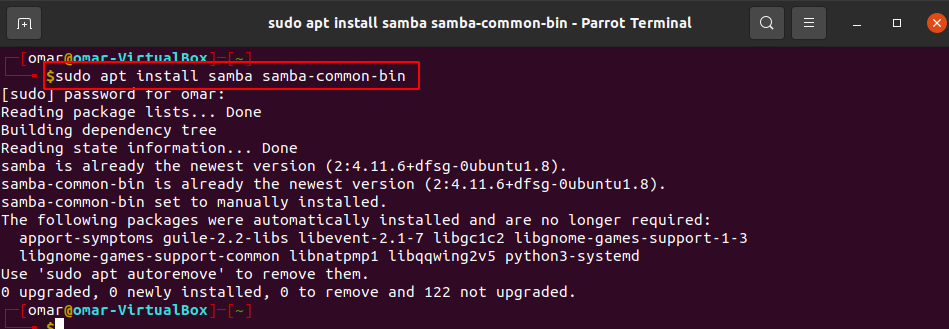 sudo apt install samba samba-common-bin - Parrot Terminal
┌─[omar@omar-VirtualBox]─[~]
└──╼ $sudo apt install samba samba-common-bin
[sudo] password for omar:
Reading package lists... Done
Building dependency tree
Reading state information... Done
samba is already the newest version (2:4.11.6+dfsg-0ubuntu1.8).
samba-common-bin is already the newest version (2:4.11.6+dfsg-0ubuntu1.8).
samba-common-bin set to manually installed.
The following packages were automatically installed and are no longer required:
  apport-symptoms guile-2.2-libs libevent-2.1-7 libgc1c2 libgnome-games-support-1-3
  libgnome-games-support-common libnatpmp1 libqqwing2v5 python3-systemd
Use 'sudo apt autoremove' to remove them.
0 upgraded, 0 newly installed, 0 to remove and 122 not upgraded.
┌─[omar@omar-VirtualBox]─[~]
└──╼ $